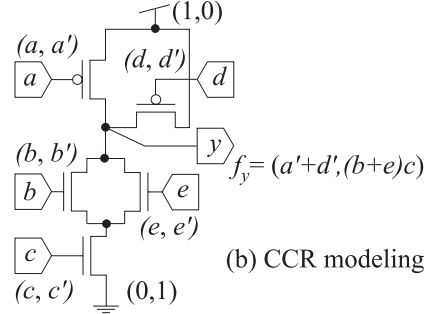 (1,0)
(a, a')
(d, d')
a
d
y
(b, b')
f_y= (a'+d',(b+e)c)
b
e
(e, e')
c
(b) CCR modeling
(c, c')
(0,1)